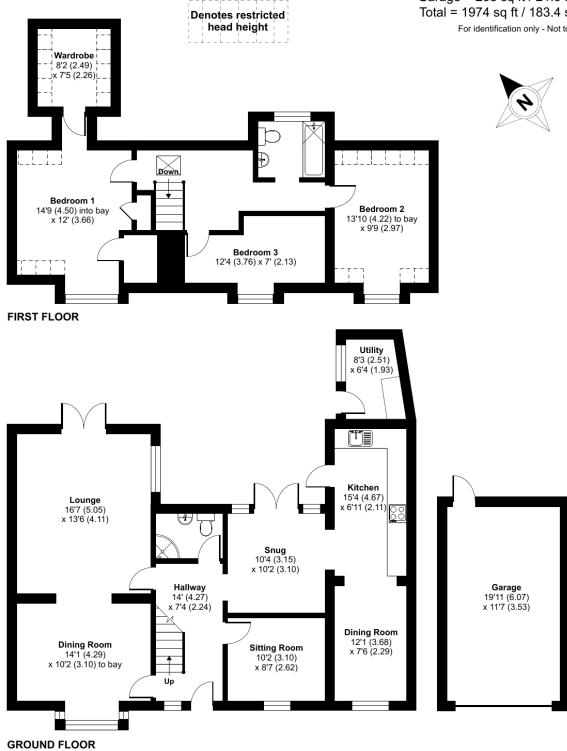 Denotes restricted
head height
Total = 1974 sq ft / 183.4 s
For identification only - Not to
N
Wardrobe
8'2 (2.49)
x 7'5 (2.26)
Down
Bedroom 1
14'9 (4.50) into bay
x 12' (3.66)
Bedroom 2
13'10 (4.22) to bay
x 9'9 (2.97)
Bedroom 3
12'4 (3.76) x 7' (2.13)
FIRST FLOOR
Utility
8'3 (2.51)
x 6'4 (1.93)
Lounge
16'7 (5.05)
x 13'6 (4.11)
Kitchen
15'4 (4.67)
x 6'11 (2.11)
Snug
10'4 (3.15)
x 10'2 (3.10)
Hallway
14' (4.27)
x 7'4 (2.24)
Garage
19'11 (6.07)
x 11'7 (3.53)
Dining Room
14'1 (4.29)
x 10'2 (3.10) to bay
Sitting Room
10'2 (3.10)
x 8'7 (2.62)
Dining Room
12'1 (3.68)
x 7'6 (2.29)
Up
GROUND FLOOR